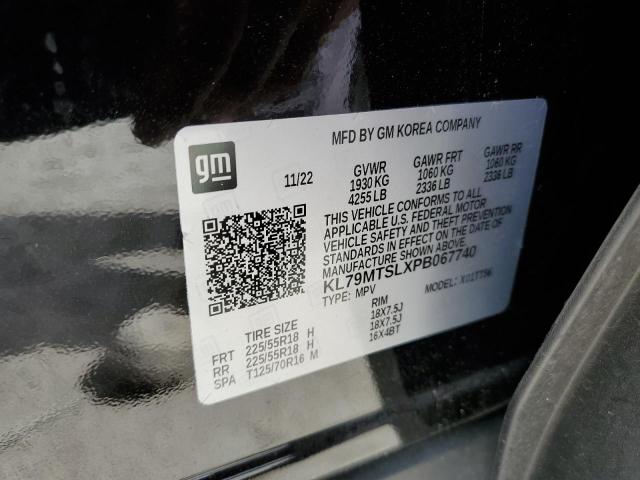 MFD BY GM KOREA COMPANY
gm
11/22
GVWR GAWR FRT GAWR RR
1930 KG 1060 KG 1060 KG
4255 LB 2336 LB 2336 LB
THIS VEHICLE CONFORMS TO ALL
APPLICABLE U.S. FEDERAL MOTOR
VEHICLE SAFETY AND THEFT PREVENTION
STANDARDS IN EFFECT ON THE DATE OF
MANUFACTURE SHOWN ABOVE.
KL79MTSLXPB067740
TYPE: MPV MODEL:
TIRE SIZE RIM
FRT 225/55R18 H 18X7.5J
RR 225/55R18 H 18X7.5J
SPA T125/70R16 M 16X4BT